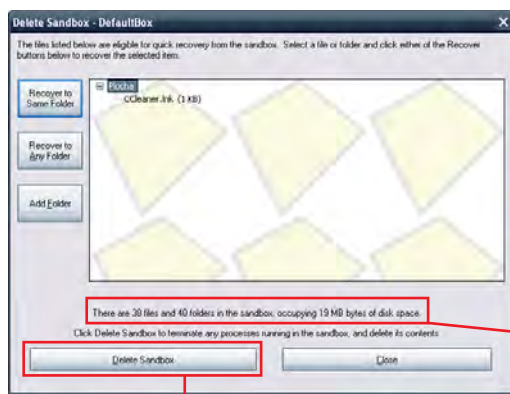 Delete Sandbox - DefaultBox
The files listed below are eligible for quick recovery from the sandbox. Select a file or folder and click either of the Recover
buttons below to recover the selected item.
Recover to
Same Folder
Plocha
CCleaner.lnk (1 KB)
Recover to
Any Folder
Add Folder
There are 30 files and 40 folders in the sandbox, occupying 19 MB bytes of disk space.
Click Delete Sandbox to terminate any processes running in the sandbox, and delete its contents
Delete Sandbox
Close